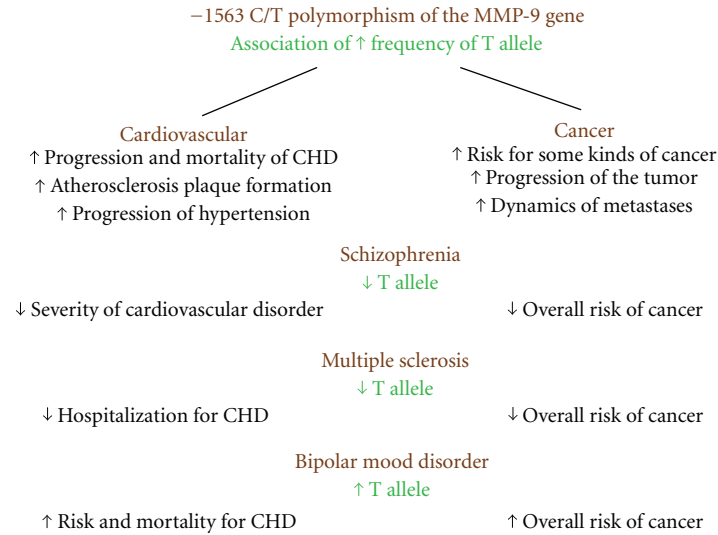 −1563 C/T polymorphism of the MMP-9 gene
Association of ↑ frequency of T allele
Cardiovascular
↑ Progression and mortality of CHD
↑ Atherosclerosis plaque formation
↑ Progression of hypertension
Cancer
↑ Risk for some kinds of cancer
↑ Progression of the tumor
↑ Dynamics of metastases
Schizophrenia
↓ T allele
↓ Severity of cardiovascular disorder
↓ Overall risk of cancer
Multiple sclerosis
↓ T allele
↓ Hospitalization for CHD
↓ Overall risk of cancer
Bipolar mood disorder
↑ T allele
↑ Risk and mortality for CHD
↑ Overall risk of cancer